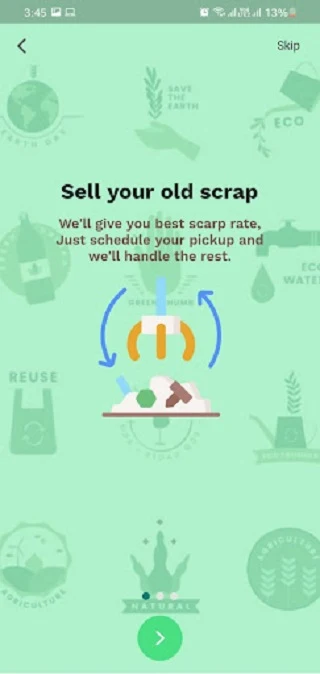 3:45
13%
Skip
SAVE
THE
EARTH
EARTH DAY
ECO
Sell your old scrap
We'll give you best scarp rate,
Just schedule your pickup and
we'll handle the rest.
ECO
WATER
GREEN THUMB
REUSE
AGRICULTURE
AGRICULTURE
NATURAL